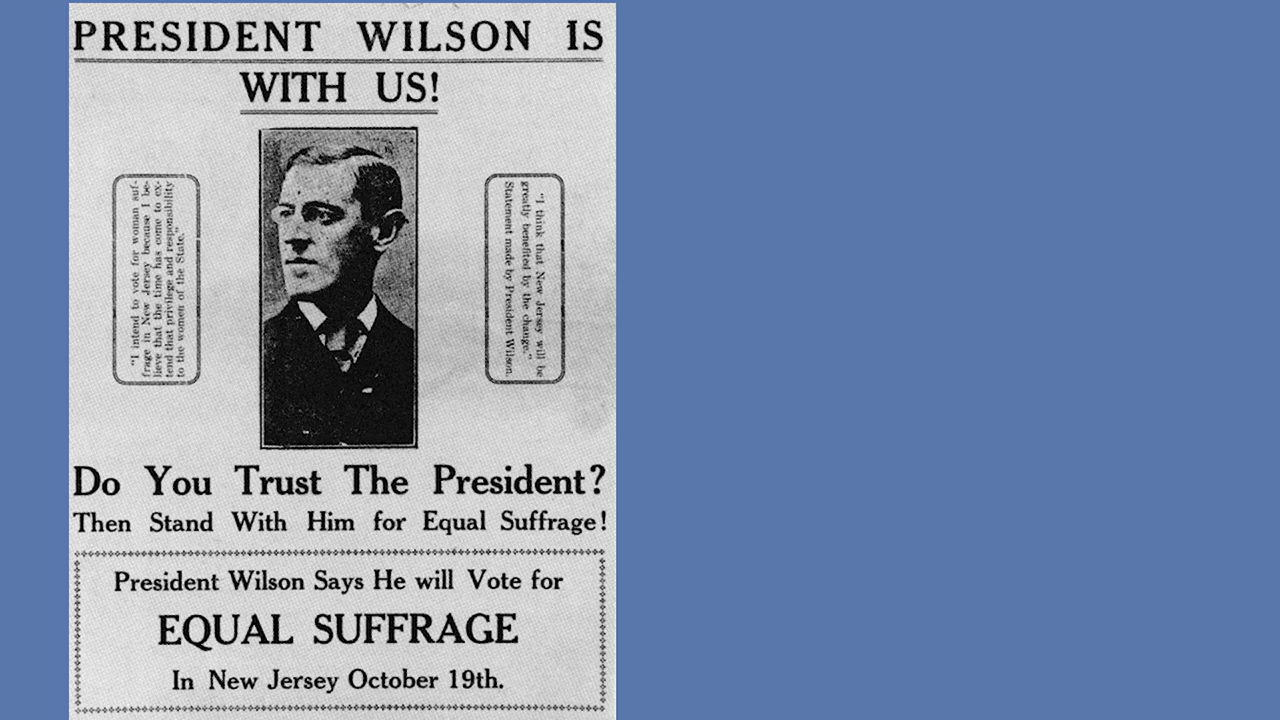 PRESIDENT WILSON IS
WITH US!
"I intend to vote for woman suf-
frage in New Jersey because I be-
lieve that the time has come to ex-
tend that privilege and responsibility
to the women of the State."
"I think that New Jersey will be
greatly benefited by the change."
Statement made by President Wilson.
Do You Trust The President?
Then Stand With Him for Equal Suffrage!
President Wilson Says He will Vote for
EQUAL SUFFRAGE
In New Jersey October 19th.